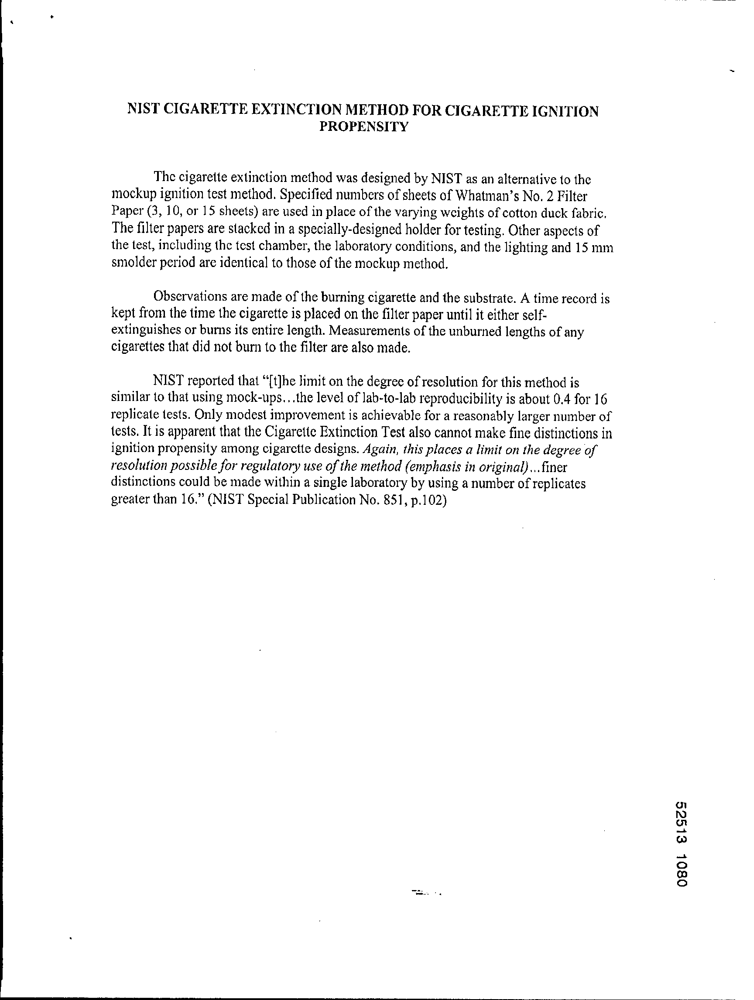 NIST CIGARETTE EXTINCTION METHOD FOR CIGARETTE IGNITION
PROPENSITY
The cigarette extinction method was designed by NIST as an alternative to the
mockup ignition test method. Specified numbers of sheets of Whatman's No. 2 Filter
Paper (3, 10, or 15 sheets) are used in place of the varying weights of cotton duck fabric.
The filter papers are stacked in a specially-designed holder for testing. Other aspects of
the test, including the test chamber, the laboratory conditions, and the lighting and 15 mm
smolder period are identical to those of the mockup method.
Observations are made of the burning cigarette and the substrate. A time record is
kept from the time the cigarette is placed on the filter paper until it either self-
extinguishes or burns its entire length. Measurements of the unburned lengths of any
cigarettes that did not burn to the filter are also made.
NIST reported that "[t]he limit on the degree of resolution for this method is
similar to that using mock-ups...the level of lab-to-lab reproducibility is about 0.4 for 16
replicate tests. Only modest improvement is achievable for a reasonably larger number of
tests. It is apparent that the Cigarette Extinction Test also cannot make fine distinctions in
ignition propensity among cigarette designs. Again, this places a limit on the degree of
resolution possible for regulatory use of the method (emphasis in original)...finer
distinctions could be made within a single laboratory by using a number of replicates
greater than 16." (NIST Special Publication No. 851, p.102)
52513 1080